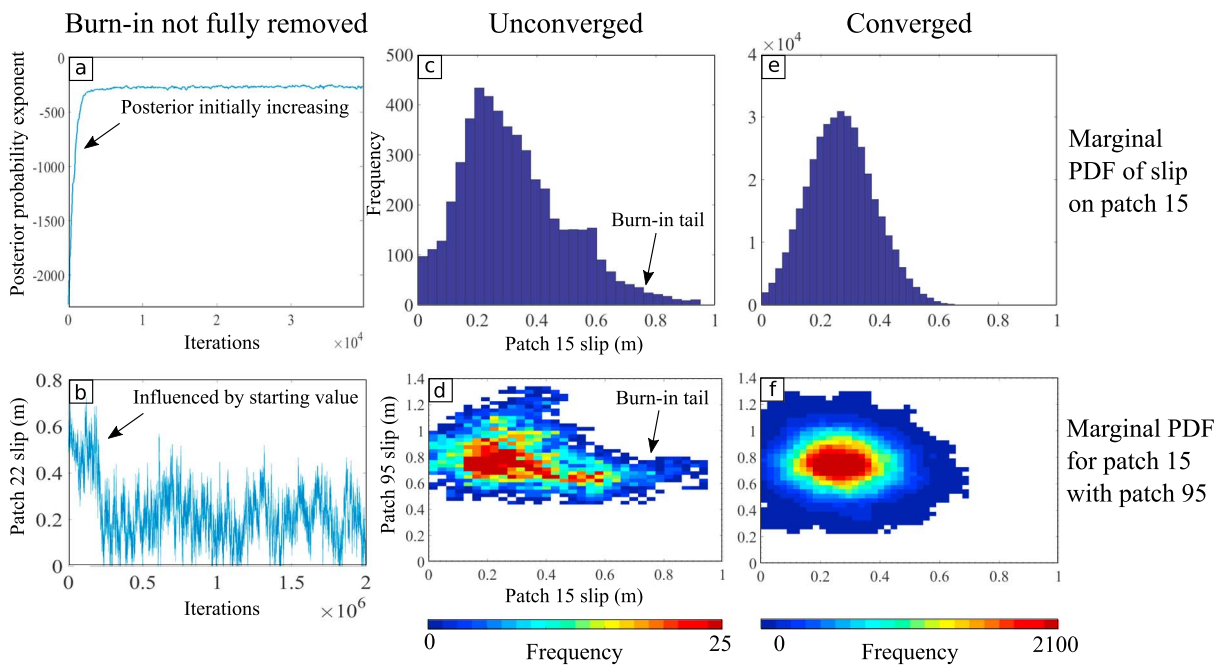 Burn-in not fully removed
Unconverged
Converged
a
Posterior initially increasing
Posterior probability exponent
0
-500
-1000
-1500
-2000
0 1 2 3
×10⁴
Iterations
c
Burn-in tail
Frequency
500
400
300
200
100
0
0 0.2 0.4 0.6 0.8 1
Patch 15 slip (m)
×10⁴
e
4
3
2
1
0
0 0.2 0.4 0.6 0.8 1
Marginal
PDF of slip
on patch 15
b
Influenced by starting value
Patch 22 slip (m)
0.8
0.6
0.4
0.2
0
0 0.5 1 1.5 2
×10⁶
Iterations
d
Burn-in tail
Patch 95 slip (m)
1.4
1.2
1.0
0.8
0.6
0.4
0.2
0
0 0.2 0.4 0.6 0.8 1
Patch 15 slip (m)
0 25
Frequency
f
1.4
1.2
1.0
0.8
0.6
0.4
0.2
0
0 0.2 0.4 0.6 0.8 1
0 2100
Frequency
Marginal PDF
for patch 15
with patch 95